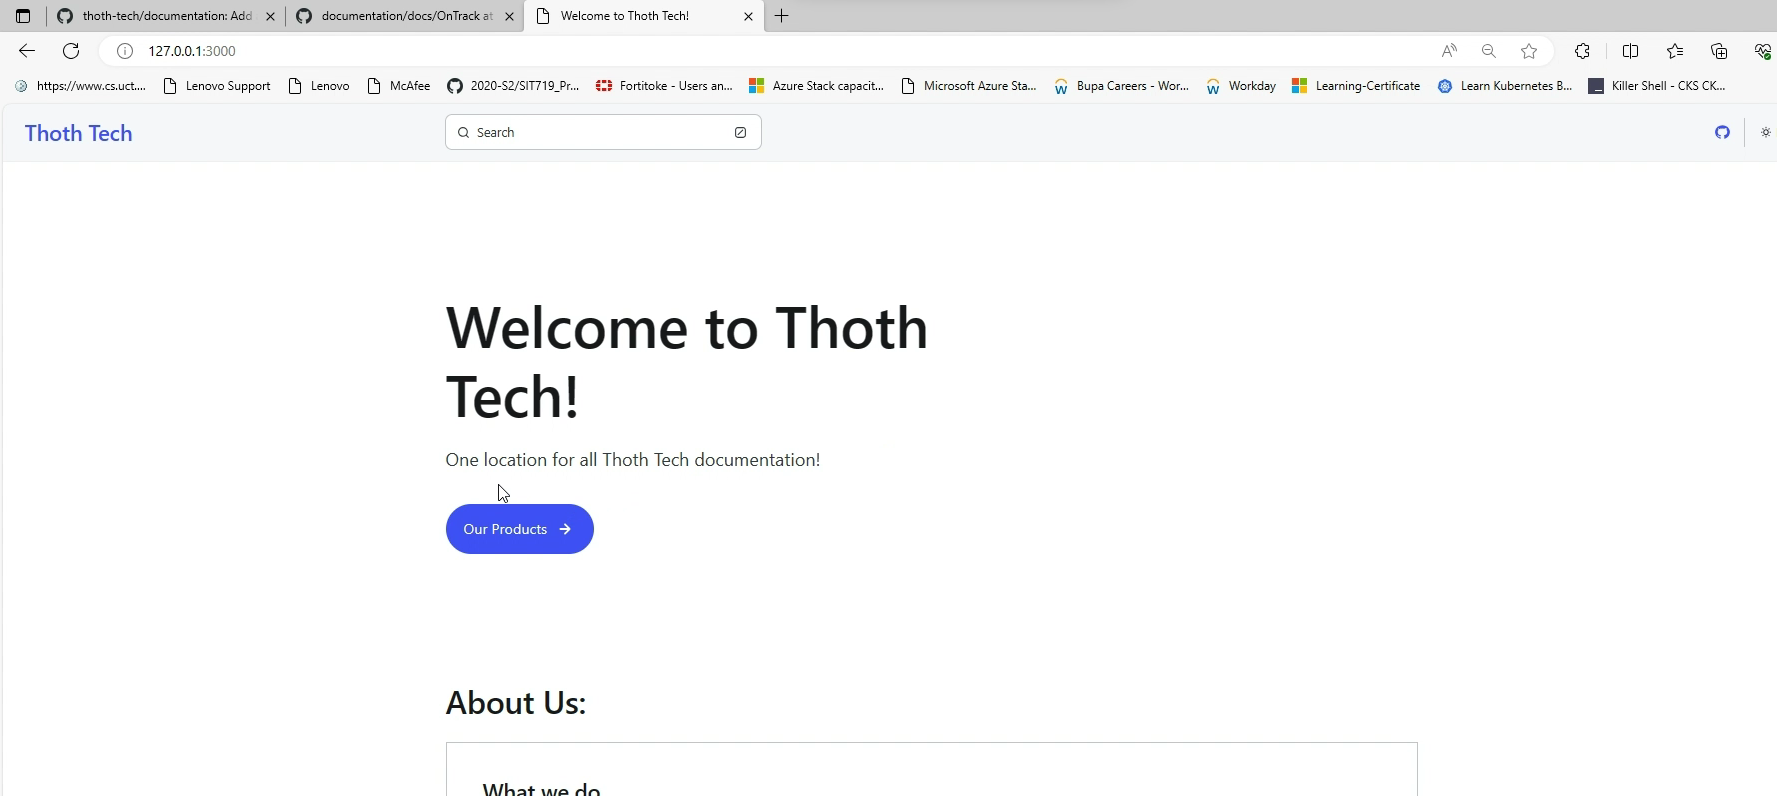 thoth-tech/documentation: Add
documentation/docs/OnTrack at
Welcome to Thoth Tech!
127.0.0.1:3000
https://www.cs.uct....
Lenovo Support
Lenovo
McAfee
2020-S2/SIT719_Pr...
Fortitoke - Users an...
Azure Stack capacit...
Microsoft Azure Sta...
Bupa Careers - Wor...
Workday
Learning-Certificate
Learn Kubernetes B...
Killer Shell - CKS CK...
Thoth Tech
Search
Welcome to Thoth
Tech!
One location for all Thoth Tech documentation!
Our Products
About Us:
What we do